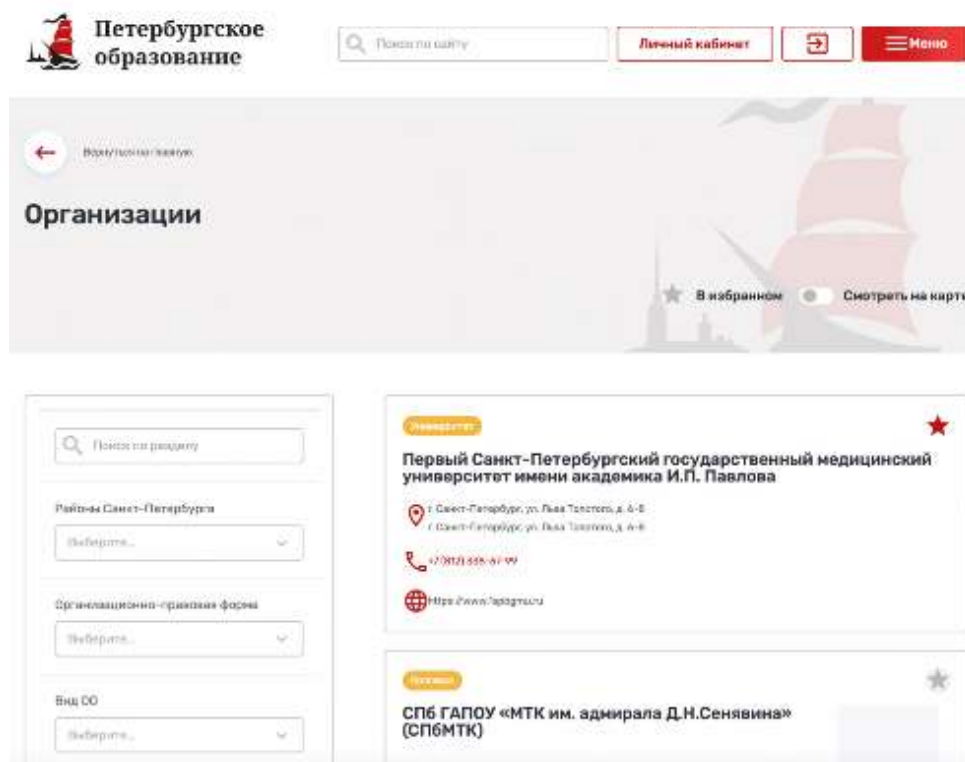 Петербургское
образование
Поиск по сайту
Личный кабинет
Меню
Вернуться на главную
Организации
В избранном
Смотреть на карте
Поиск по разделу
Районы Санкт-Петербурга
Выберите...
Организационно-правовая форма
Выберите...
Вид ОО
Выберите...
Университет
Первый Санкт-Петербургский государственный медицинский
университет имени академика И.П. Павлова
г. Санкт-Петербург, ул. Льва Толстого, д. 6-8
г. Санкт-Петербург, ул. Льва Толстого, д. 6-8
+7 (812)
СПб ГАПОУ «МТК им. адмирала Д.Н.Сенявина»
(СПбМТК)